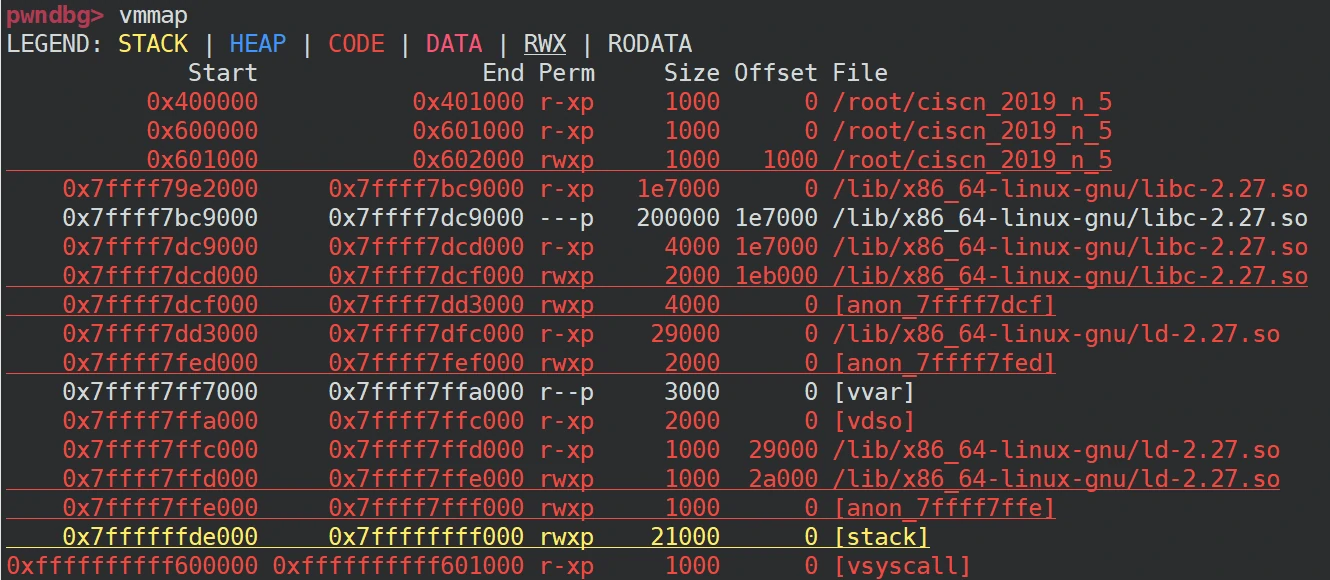 pwndbg> vmmap
LEGEND: STACK | HEAP | CODE | DATA | RWX | RODATA
Start End Perm Size Offset File
0x400000 0x401000 r-xp 1000 0 /root/ciscn_2019_n_5
0x600000 0x601000 r-xp 1000 0 /root/ciscn_2019_n_5
0x601000 0x602000 rwxp 1000 1000 /root/ciscn_2019_n_5
0x7ffff79e2000 0x7ffff7bc9000 r-xp 1e7000 0 /lib/x86_64-linux-gnu/libc-2.27.so
0x7ffff7bc9000 0x7ffff7dc9000 ---p 200000 1e7000 /lib/x86_64-linux-gnu/libc-2.27.so
0x7ffff7dc9000 0x7ffff7dcd000 r-xp 4000 1e7000 /lib/x86_64-linux-gnu/libc-2.27.so
0x7ffff7dcd000 0x7ffff7dcf000 rwxp 2000 1eb000 /lib/x86_64-linux-gnu/libc-2.27.so
0x7ffff7dcf000 0x7ffff7dd3000 rwxp 4000 0 [anon_7ffff7dcf]
0x7ffff7dd3000 0x7ffff7dfc000 r-xp 29000 0 /lib/x86_64-linux-gnu/ld-2.27.so
0x7ffff7fed000 0x7ffff7fef000 rwxp 2000 0 [anon_7ffff7fed]
0x7ffff7ff7000 0x7ffff7ffa000 r--p 3000 0 [vvar]
0x7ffff7ffa000 0x7ffff7ffc000 r-xp 2000 0 [vdso]
0x7ffff7ffc000 0x7ffff7ffd000 r-xp 1000 29000 /lib/x86_64-linux-gnu/ld-2.27.so
0x7ffff7ffd000 0x7ffff7ffe000 rwxp 1000 2a000 /lib/x86_64-linux-gnu/ld-2.27.so
0x7ffff7ffe000 0x7ffff7fff000 rwxp 1000 0 [anon_7ffff7ffe]
0x7ffffffde000 0x7ffffffff000 rwxp 21000 0 [stack]
0xffffffffff600000 0xffffffffff601000 r-xp 1000 0 [vsyscall]